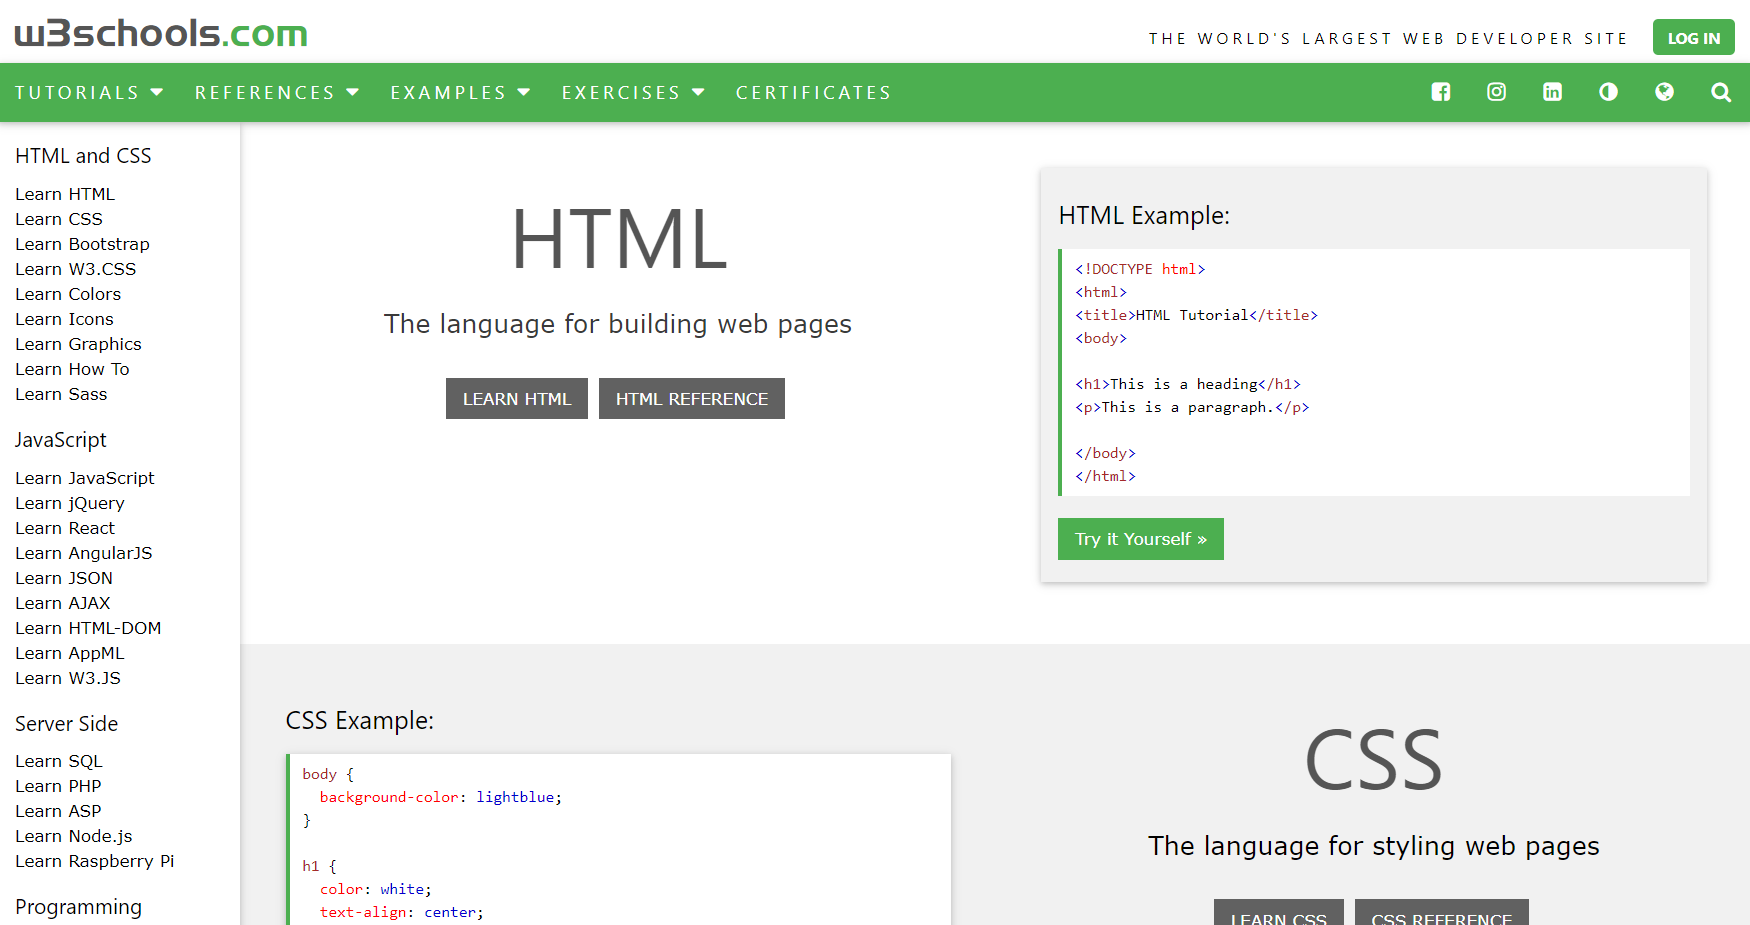 w3schools.com
THE WORLD'S LARGEST WEB DEVELOPER SITE
LOG IN
TUTORIALS REFERENCES EXAMPLES EXERCISES CERTIFICATES
HTML and CSS
Learn HTML
Learn CSS
Learn Bootstrap
Learn W3.CSS
Learn Colors
Learn Icons
Learn Graphics
Learn How To
Learn Sass
JavaScript
Learn JavaScript
Learn jQuery
Learn React
Learn AngularJS
Learn JSON
Learn AJAX
Learn HTML-DOM
Learn AppML
Learn W3.JS
Server Side
Learn SQL
Learn PHP
Learn ASP
Learn Node.js
Learn Raspberry Pi
Programming
HTML
The language for building web pages
LEARN HTML HTML REFERENCE
HTML Example:
<!DOCTYPE html>
<html>
<title>HTML Tutorial</title>
<body>
<h1>This is a heading</h1>
<p>This is a paragraph.</p>
</body>
</html>
Try it Yourself »
CSS Example:
body {
background-color: lightblue;
}
h1 {
color: white;
text-align: center;
CSS
The language for styling web pages
LEARN CSS CSS REFERENCE